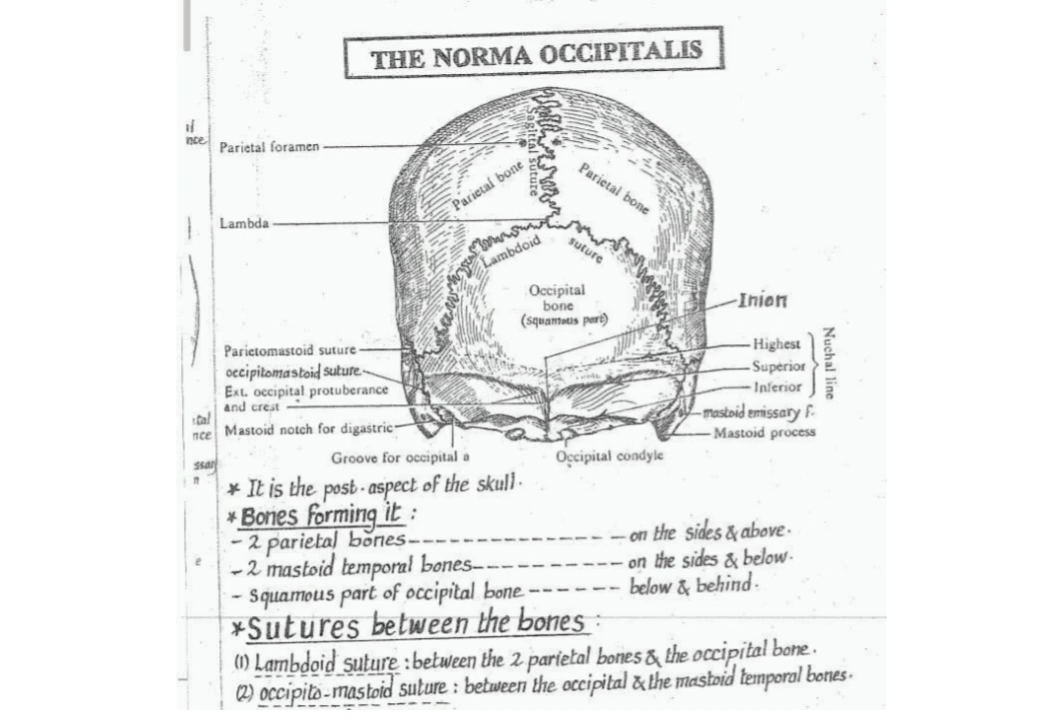 THE NORMA OCCIPITALIS
Parietal foramen
Sagittal suture
Parietal bone
Parietal bone
Lambda
Lambdoid suture
Occipital
bone
(squamous part)
Inion
Parietomastoid suture
occipitomastoid suture
Ext. occipital protuberance
and crest
Mastoid notch for digastric
Highest
Superior
Inferior
Nuchal line
mastoid emissary f.
Mastoid process
Groove for occipital a
Occipital condyle
* It is the post. aspect of the skull.
* Bones forming it :
- 2 parietal bones--------------- on the sides & above.
- 2 mastoid temporal bones---------- on the sides & below.
- squamous part of occipital bone ------ below & behind.
* Sutures between the bones :
(1) Lambdoid suture : between the 2 parietal bones & the occipital bone.
(2) occipito-mastoid suture : between the occipital & the mastoid temporal bones.